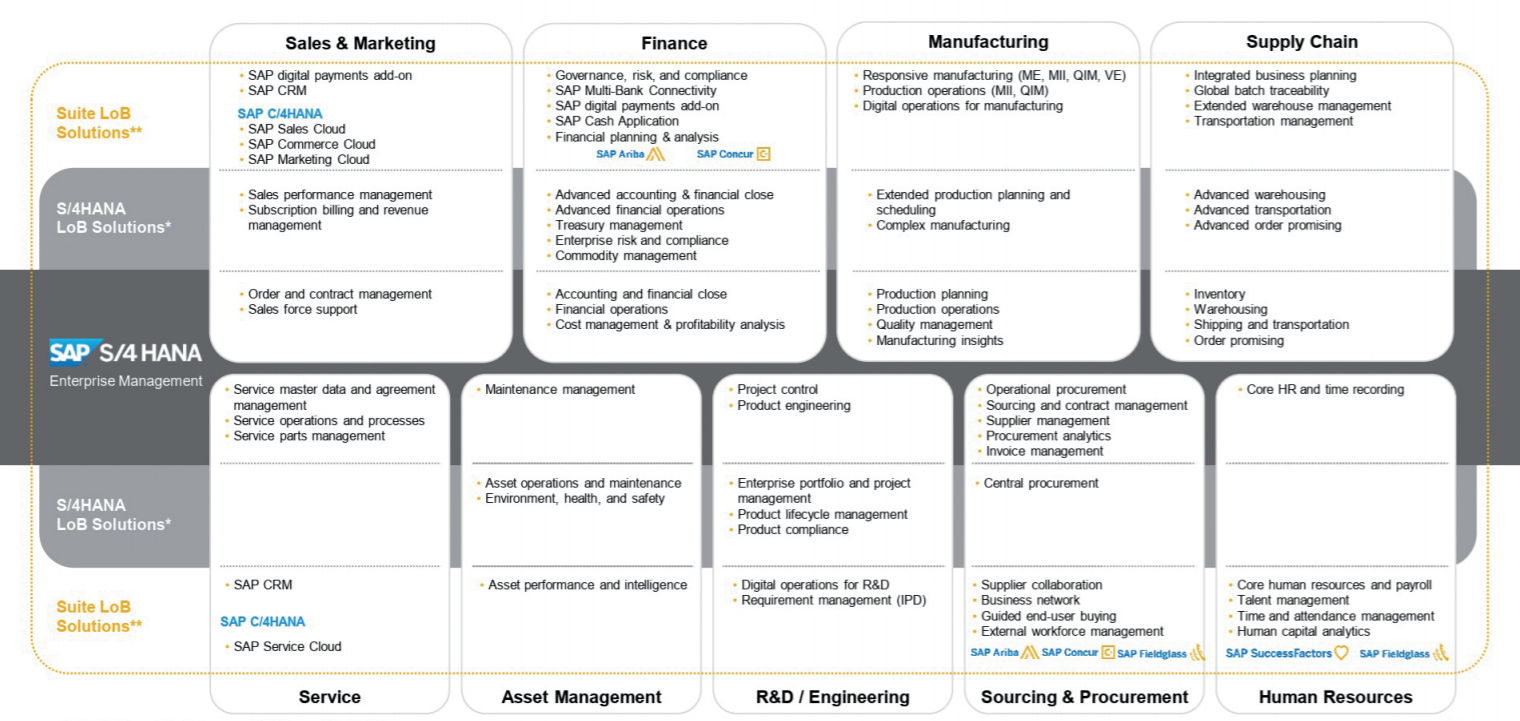 Sales & Marketing
Finance
Manufacturing
Supply Chain
Suite LoB
Solutions**
• SAP digital payments add-on
• SAP CRM
SAP C/4HANA
• SAP Sales Cloud
• SAP Commerce Cloud
• SAP Marketing Cloud
• Governance, risk, and compliance
• SAP Multi-Bank Connectivity
• SAP digital payments add-on
• SAP Cash Application
• Financial planning & analysis
SAP Ariba
SAP Concur
• Responsive manufacturing (ME, MII, QIM, VE)
• Production operations (MII, QIM)
• Digital operations for manufacturing
• Integrated business planning
• Global batch traceability
• Extended warehouse management
• Transportation management
S/4HANA
LoB Solutions*
• Sales performance management
• Subscription billing and revenue
management
• Advanced accounting & financial close
• Advanced financial operations
• Treasury management
• Enterprise risk and compliance
• Commodity management
• Extended production planning and
scheduling
• Complex manufacturing
• Advanced warehousing
• Advanced transportation
• Advanced order promising
SAP S/4 HANA
Enterprise Management
• Order and contract management
• Sales force support
• Accounting and financial close
• Financial operations
• Cost management & profitability analysis
• Production planning
• Production operations
• Quality management
• Manufacturing insights
• Inventory
• Warehousing
• Shipping and transportation
• Order promising
• Service master data and agreement
management
• Service operations and processes
• Service parts management
• Maintenance management
• Project control
• Product engineering
• Operational procurement
• Sourcing and contract management
• Supplier management
• Procurement analytics
• Invoice management
• Core HR and time recording
S/4HANA
LoB Solutions*
• Asset operations and maintenance
• Environment, health, and safety
• Enterprise portfolio and project
management
• Product lifecycle management
• Product compliance
• Central procurement
Suite LoB
Solutions**
• SAP CRM
SAP C/4HANA
• SAP Service Cloud
• Asset performance and intelligence
• Digital operations for R&D
• Requirement management (IPD)
• Supplier collaboration
• Business network
• Guided end-user buying
• External workforce management
SAP Ariba
SAP Concur
SAP Fieldglass
• Core human resources and payroll
• Talent management
• Time and attendance management
• Human capital analytics
SAP SuccessFactors
SAP Fieldglass
Service
Asset Management
R&D / Engineering
Sourcing & Procurement
Human Resources